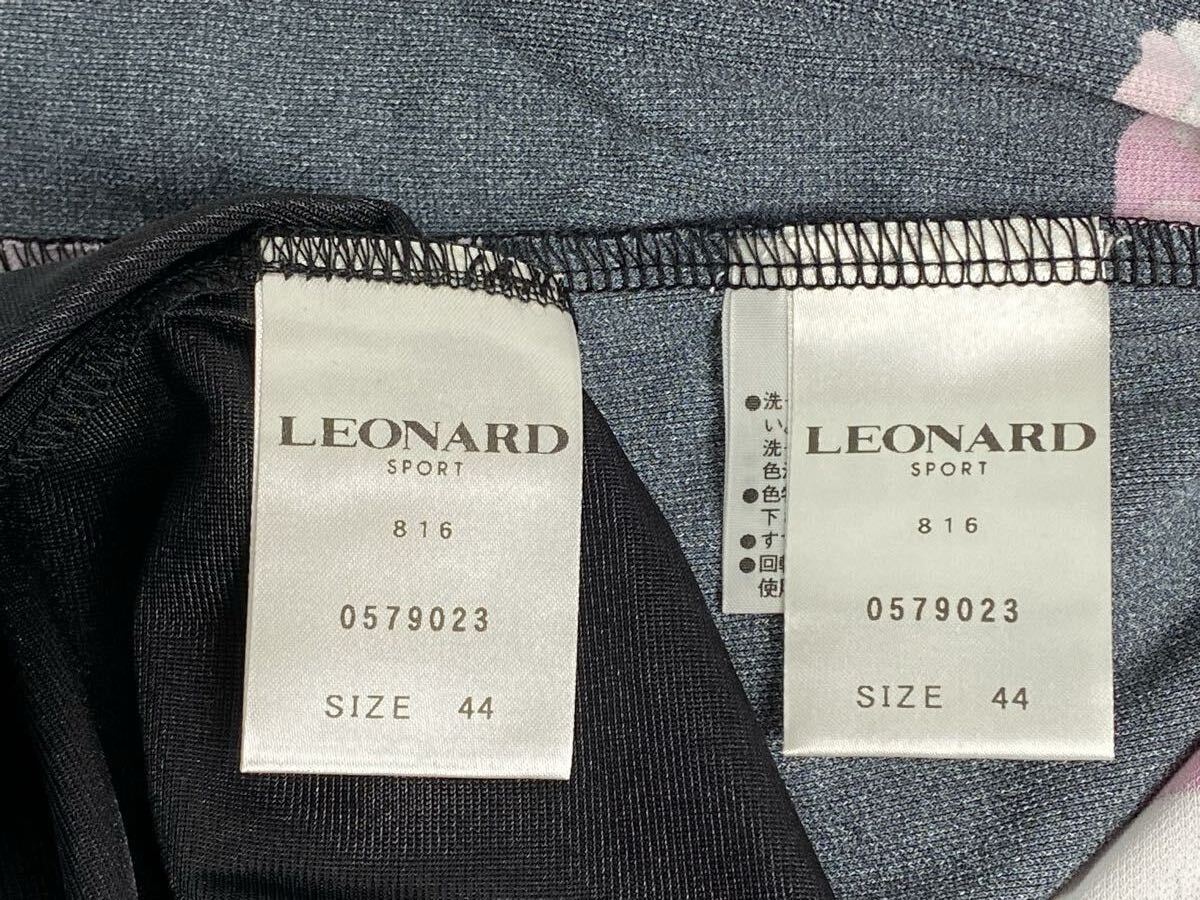 LEONARD
SPORT
816
0579023
SIZE 44
●洗
い
洗
色
●色
下
●す
●回
使
LEONARD
SPORT
816
0579023
SIZE 44